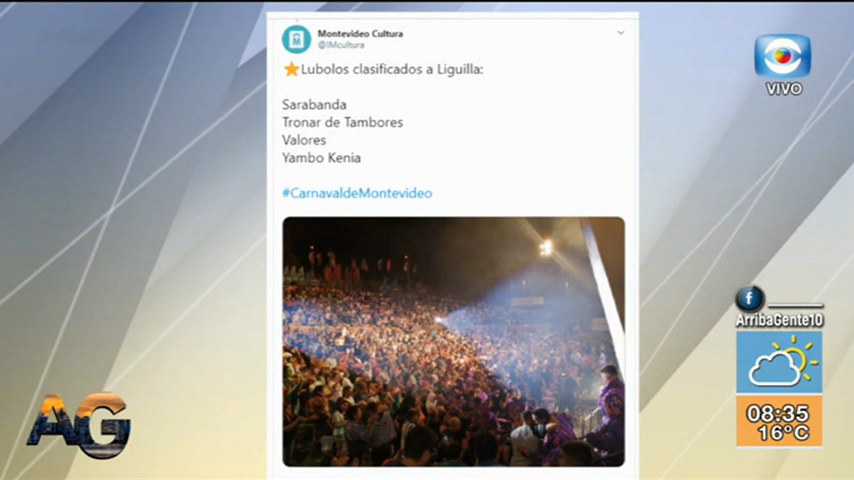 Montevideo Cultura
@IMcultura
Lubolos clasificados a Liguilla:
Sarabanda
Tronar de Tambores
Valores
Yambo Kenia
#CarnavaldeMontevideo
VIVO
f
ArribaGente10
AG
08:35
16°C